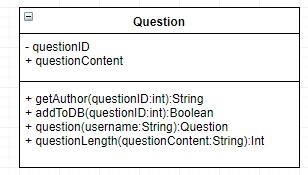 Question
- questionID
+ questionContent
+ getAuthor(questionID:int):String
+ addToDB(questionID:int):Boolean
+ question(username:String):Question
+ questionLength(questionContent:String):Int